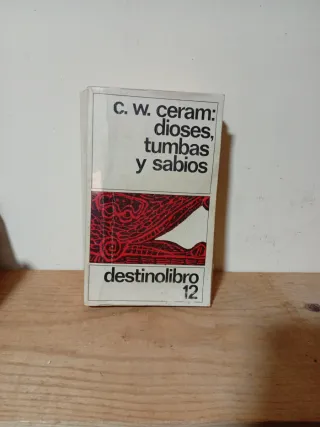 c. w. ceram:
dioses,
tumbas
y sabios
destinolibro
12